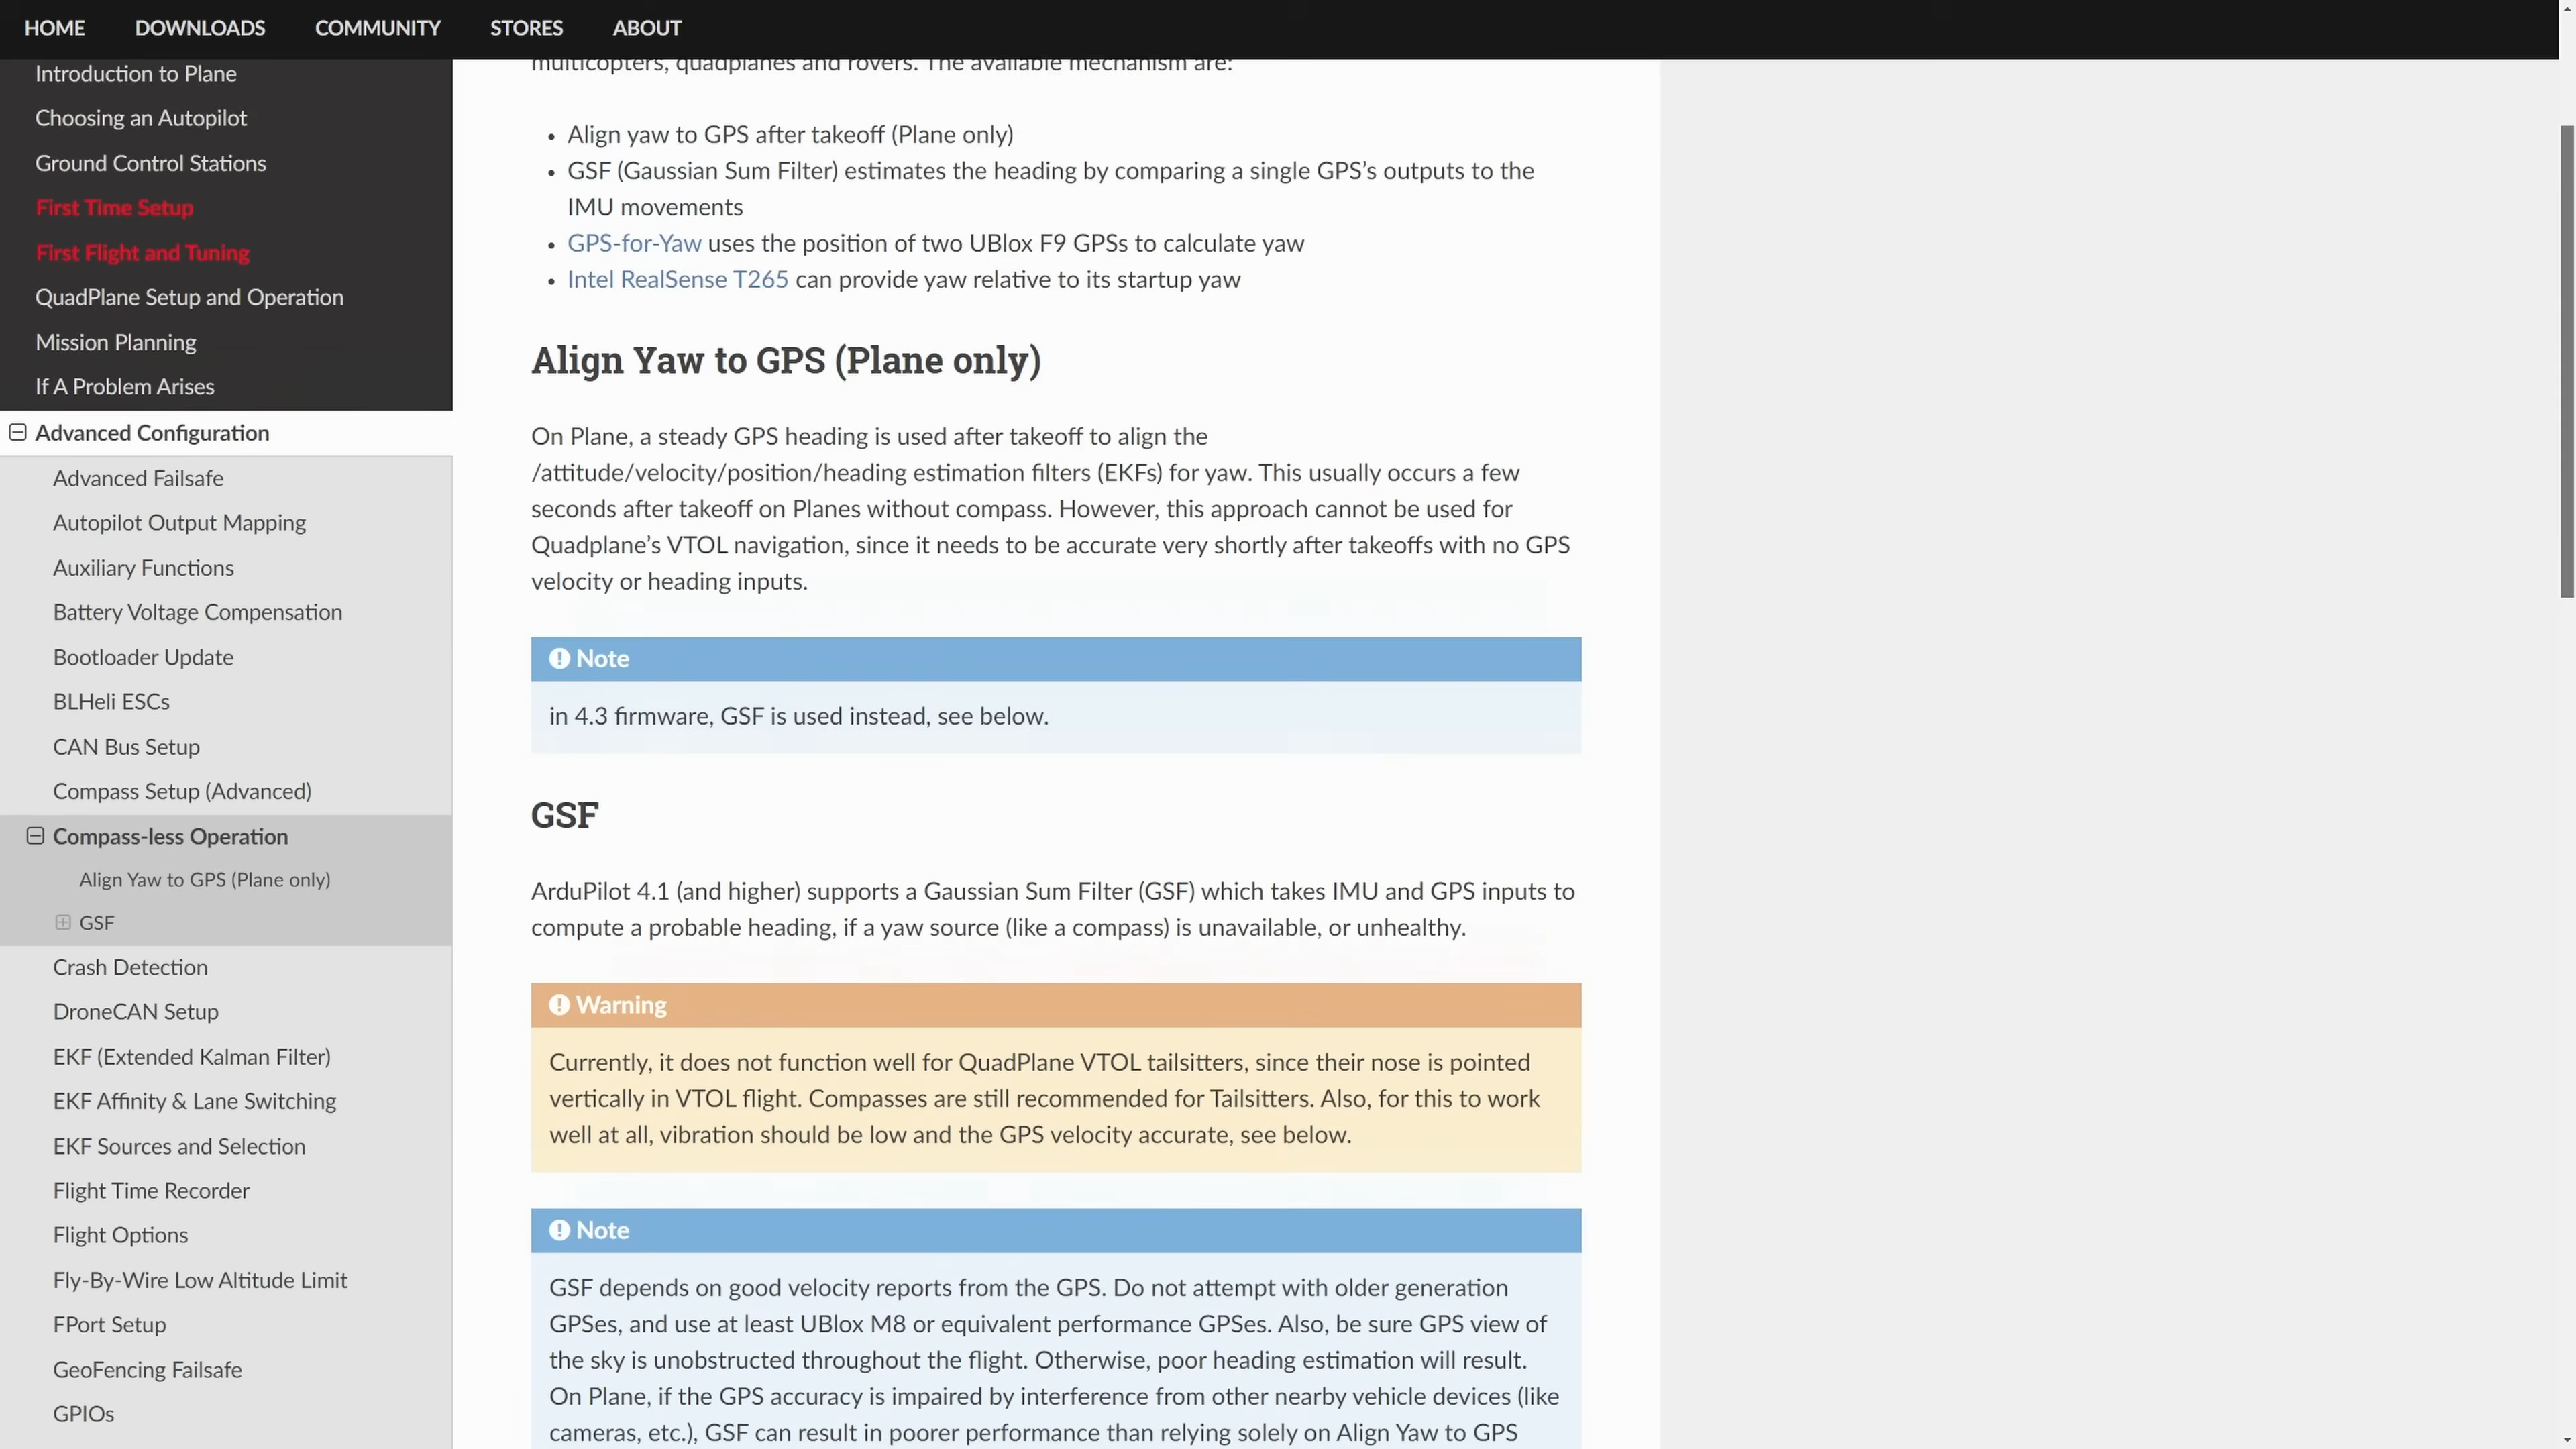 HOME DOWNLOADS COMMUNITY STORES ABOUT
Introduction to Plane
Choosing an Autopilot
Ground Control Stations
First Time Setup
First Flight and Tuning
QuadPlane Setup and Operation
Mission Planning
If A Problem Arises
Advanced Configuration
Advanced Failsafe
Autopilot Output Mapping
Auxiliary Functions
Battery Voltage Compensation
Bootloader Update
BLHeli ESCs
CAN Bus Setup
Compass Setup (Advanced)
Compass-less Operation
Align Yaw to GPS (Plane only)
GSF
Crash Detection
DroneCAN Setup
EKF (Extended Kalman Filter)
EKF Affinity & Lane Switching
EKF Sources and Selection
Flight Time Recorder
Flight Options
Fly-By-Wire Low Altitude Limit
FPort Setup
GeoFencing Failsafe
GPIOs
multicopters, quadplanes and rovers. The available mechanism are:
• Align yaw to GPS after takeoff (Plane only)
• GSF (Gaussian Sum Filter) estimates the heading by comparing a single GPS’s outputs to the
IMU movements
• GPS-for-Yaw uses the position of two UBlox F9 GPSs to calculate yaw
• Intel RealSense T265 can provide yaw relative to its startup yaw
Align Yaw to GPS (Plane only)
On Plane, a steady GPS heading is used after takeoff to align the
/attitude/velocity/position/heading estimation filters (EKFs) for yaw. This usually occurs a few
seconds after takeoff on Planes without compass. However, this approach cannot be used for
Quadplane’s VTOL navigation, since it needs to be accurate very shortly after takeoffs with no GPS
velocity or heading inputs.
Note
in 4.3 firmware, GSF is used instead, see below.
GSF
ArduPilot 4.1 (and higher) supports a Gaussian Sum Filter (GSF) which takes IMU and GPS inputs to
compute a probable heading, if a yaw source (like a compass) is unavailable, or unhealthy.
Warning
Currently, it does not function well for QuadPlane VTOL tailsitters, since their nose is pointed
vertically in VTOL flight. Compasses are still recommended for Tailsitters. Also, for this to work
well at all, vibration should be low and the GPS velocity accurate, see below.
Note
GSF depends on good velocity reports from the GPS. Do not attempt with older generation
GPSes, and use at least UBlox M8 or equivalent performance GPSes. Also, be sure GPS view of
the sky is unobstructed throughout the flight. Otherwise, poor heading estimation will result.
On Plane, if the GPS accuracy is impaired by interference from other nearby vehicle devices (like
cameras, etc.), GSF can result in poorer performance than relying solely on Align Yaw to GPS